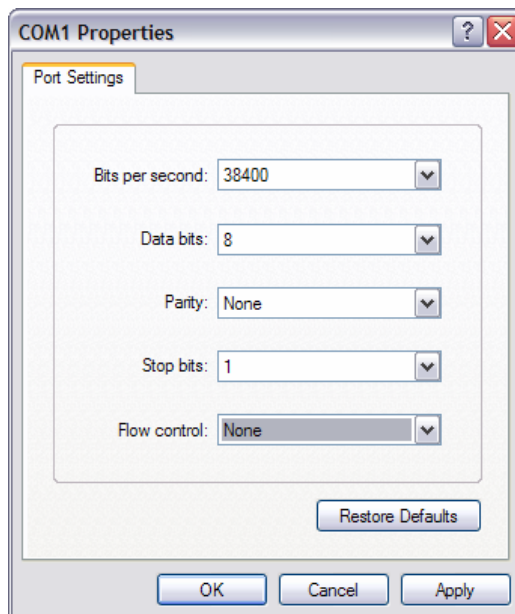 COM1 Properties
?
Port Settings
Bits per second: 38400
Data bits: 8
Parity: None
Stop bits: 1
Flow control: None
Restore Defaults
OK Cancel Apply